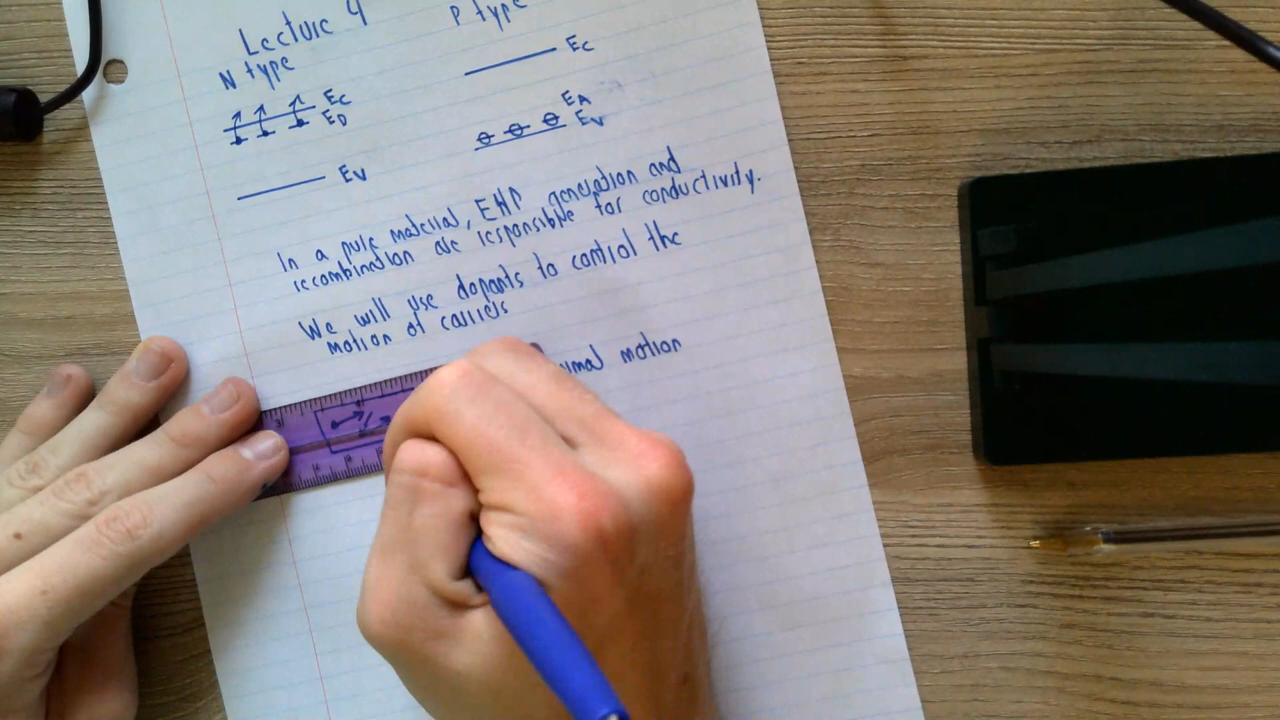 Lecture 4
N type
P type
Ec
ED
Ev
Ec
EA
Ev
In a pure material, EHP generation and
recombination are responsible for conductivity.
We will use dopants to control the
motion of carriers
motion